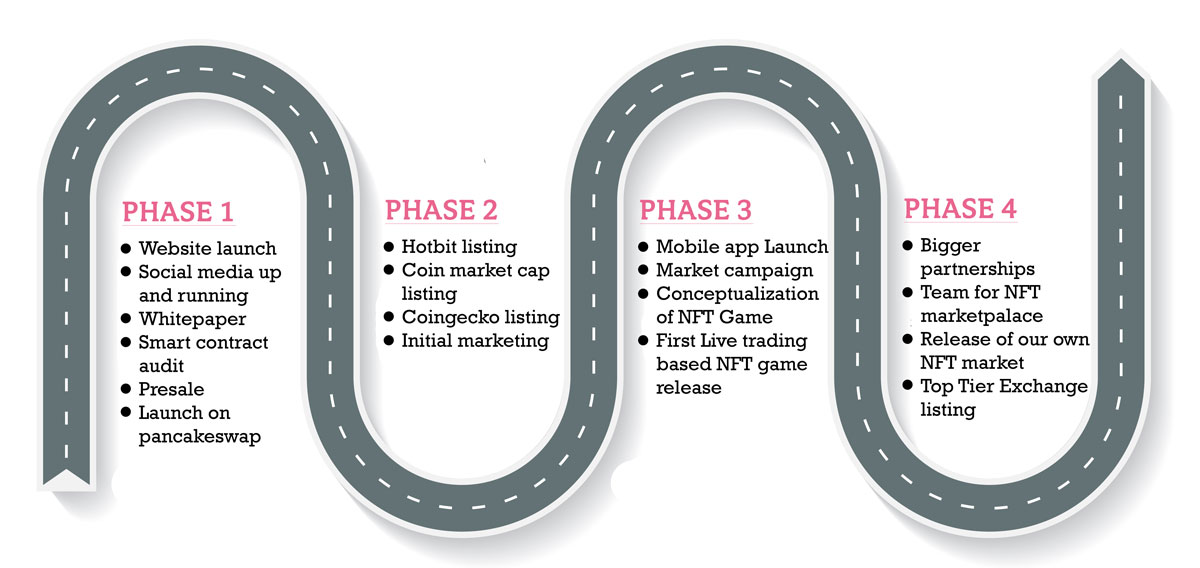 PHASE 1
Website launch
Social media up
and running
Whitepaper
Smart contract
audit
Presale
Launch on
pancakeswap
PHASE 2
Hotbit listing
Coin market cap
listing
Coingecko listing
Initial marketing
PHASE 3
Mobile app Launch
Market campaign
Conceptualization
of NFT Game
First Live trading
based NFT game
release
PHASE 4
Bigger
partnerships
Team for NFT
marketpalace
Release of our own
NFT market
Top Tier Exchange
listing